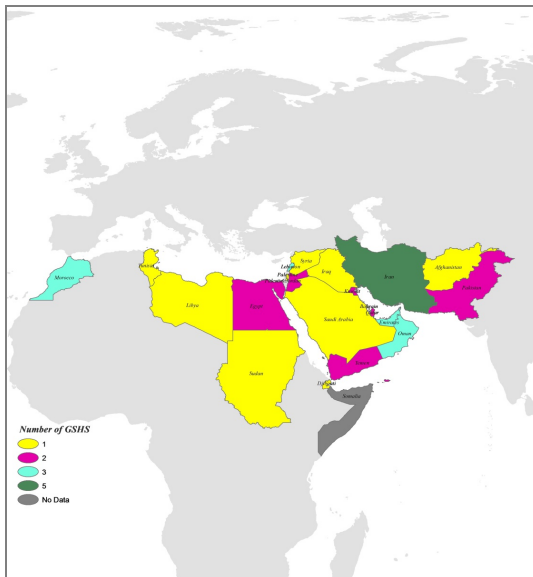 Morocco
Tunisia
Libya
Egypt
Sudan
Lebanon
Syria
Iraq
Iran
Afghanistan
Pakistan
Kuwait
Bahrain
Qatar
Saudi Arabia
Emirates
Oman
Yemen
Djibouti
Somalia
Number of GSHS
1
2
3
5
No Data